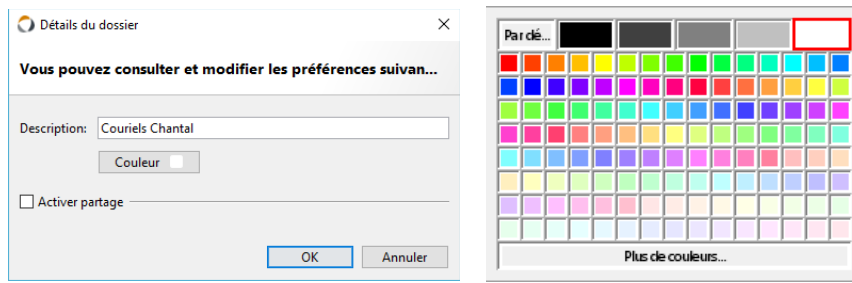 Détails du dossier
Vous pouvez consulter et modifier les préférences suivan...
Description: Couriels Chantal
Couleur
Activer partage
OK Annuler
Par dé...
Plus de couleurs...